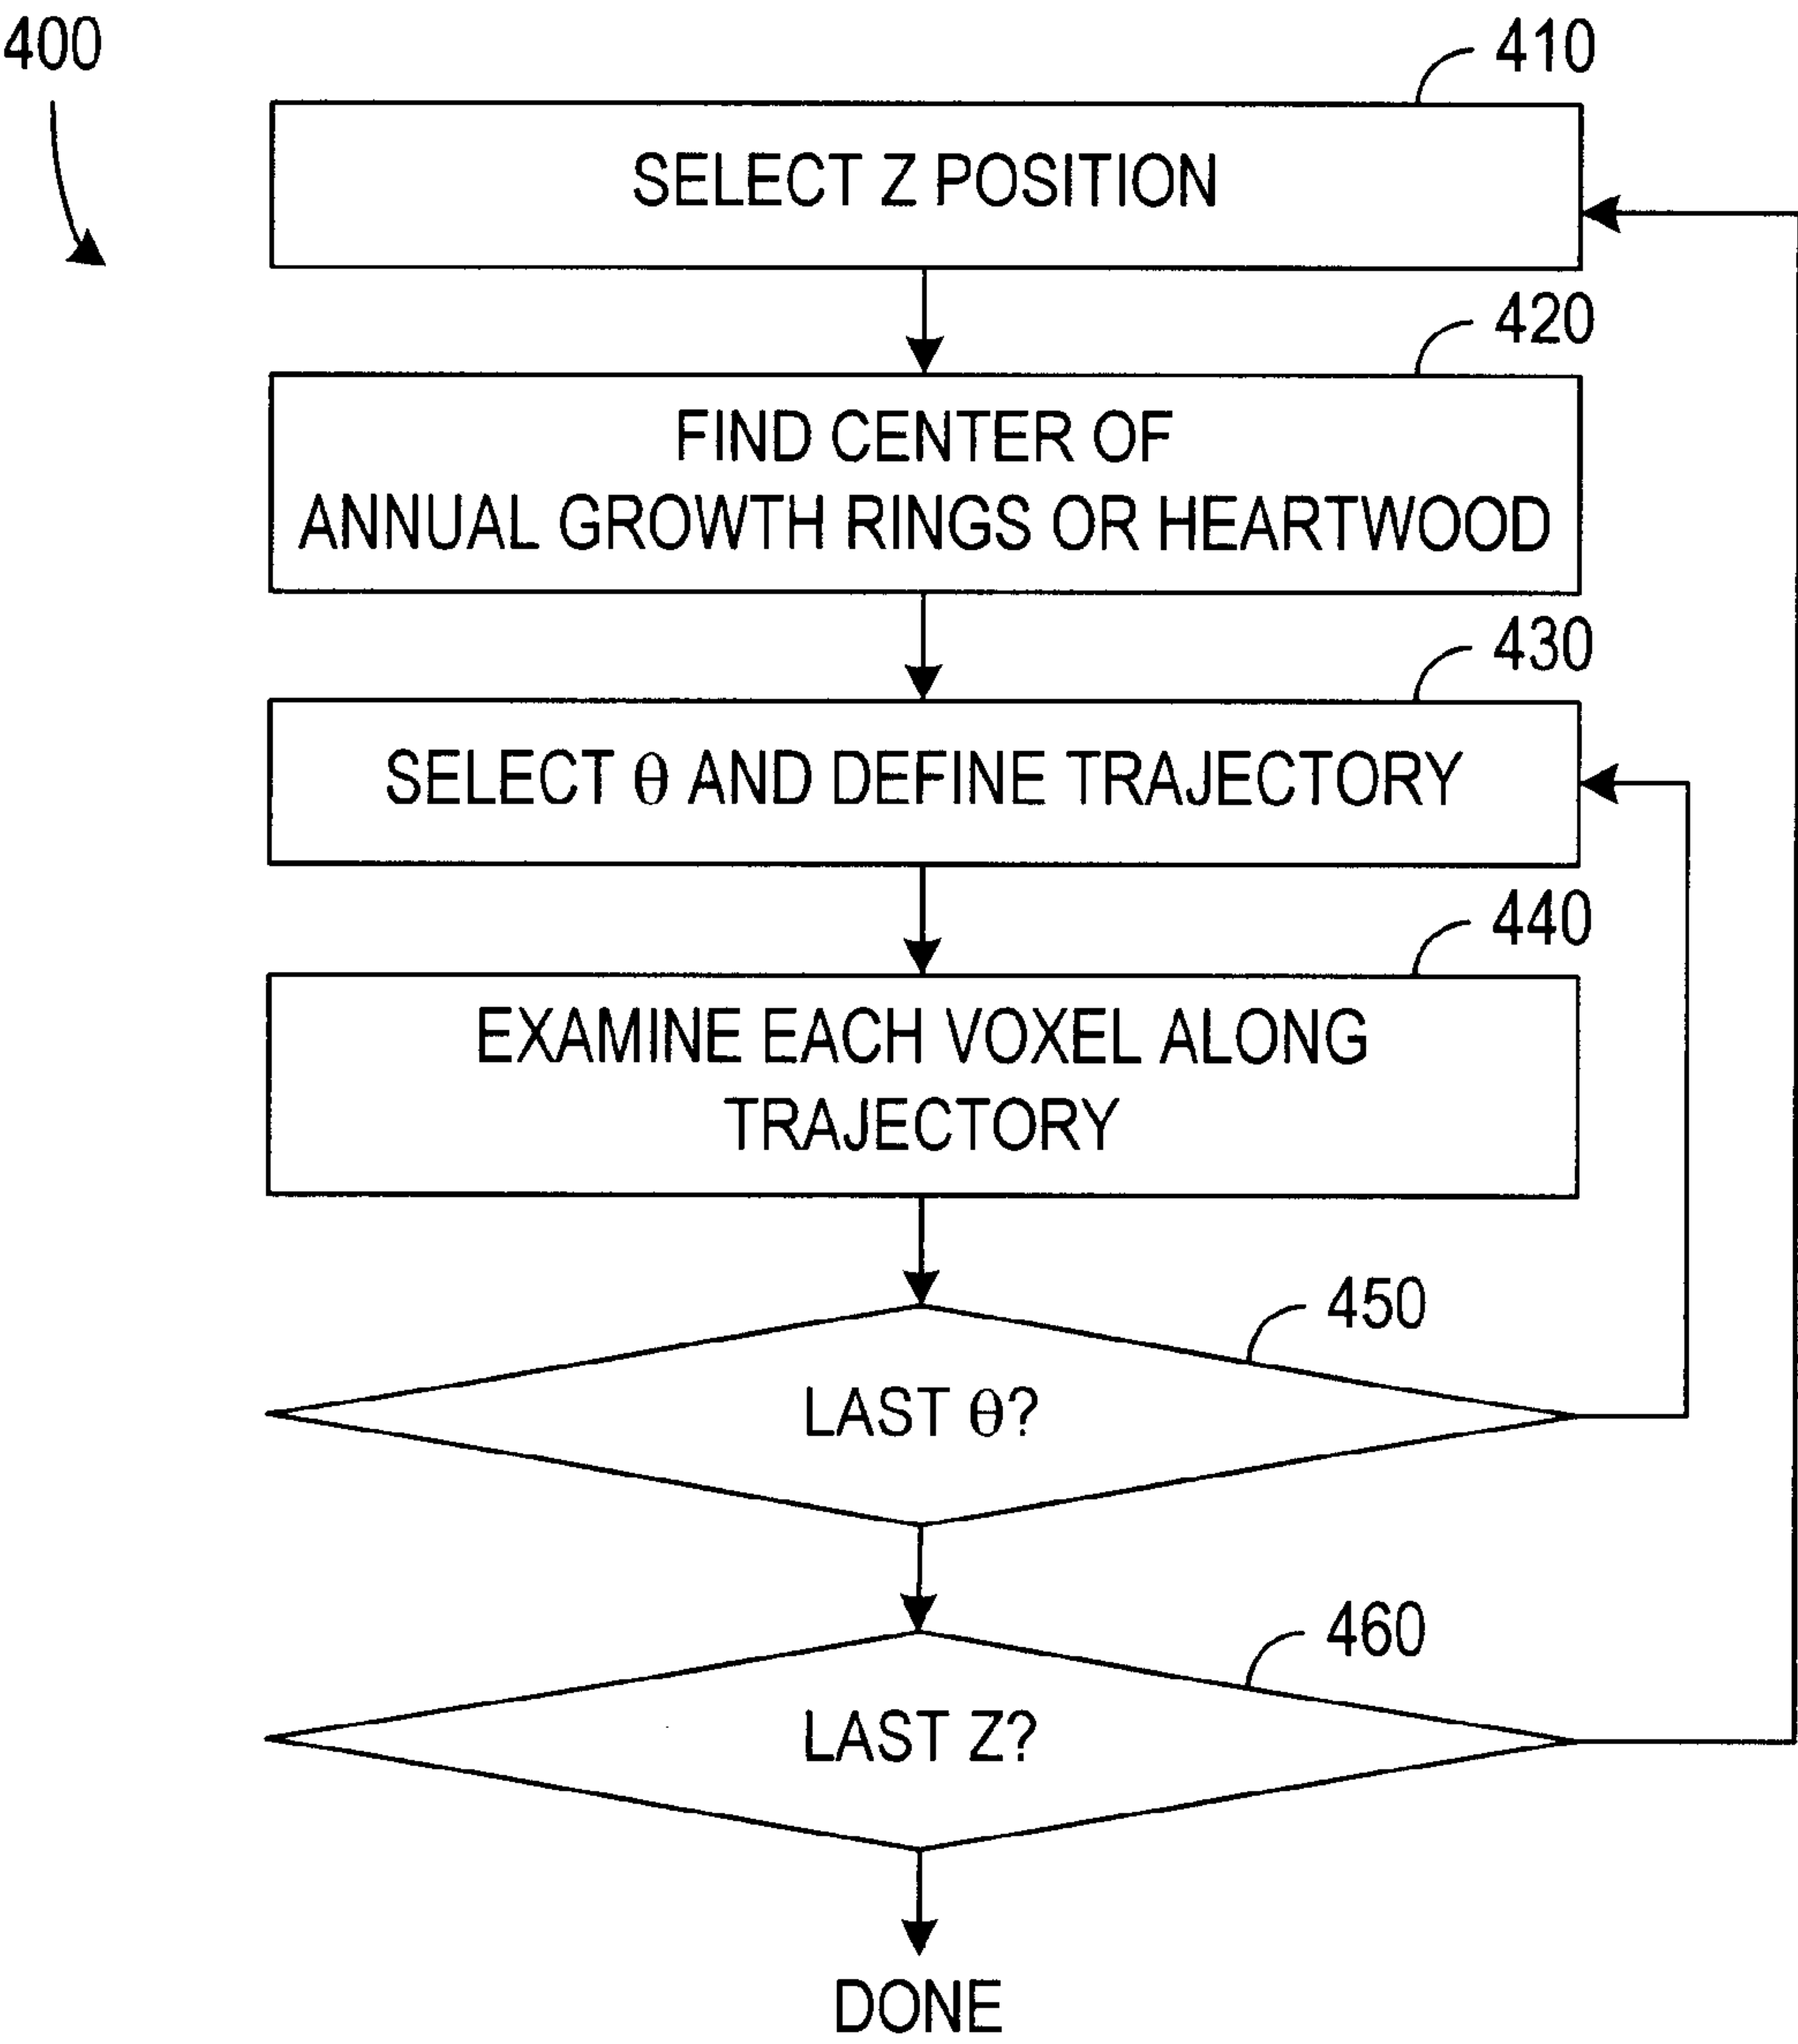 400
410
SELECT Z POSITION
420
FIND CENTER OF
ANNUAL GROWTH RINGS OR HEARTWOOD
430
SELECT θ AND DEFINE TRAJECTORY
440
EXAMINE EACH VOXEL ALONG
TRAJECTORY
450
LAST θ?
460
LAST Z?
DONE